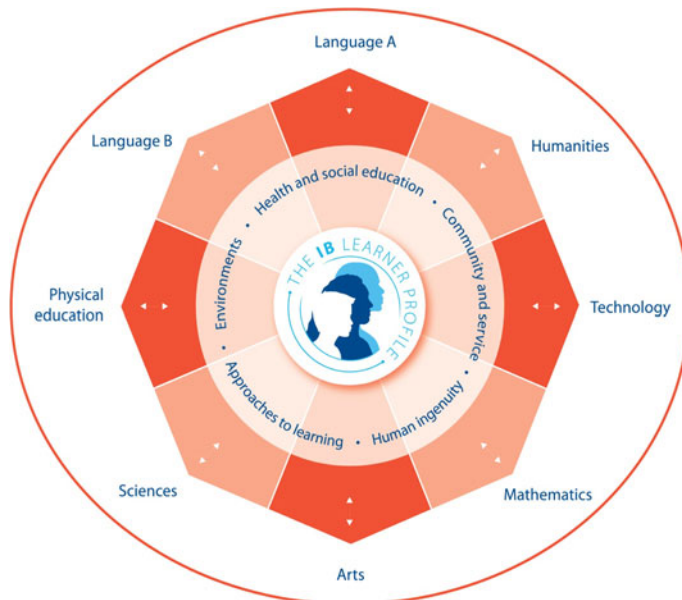 Language A
Language B
Humanities
Health and social education •
Community and service •
Environments •
THE IB LEARNER PROFILE
Physical
education
Technology
Approaches to learning •
Human ingenuity •
Sciences
Mathematics
Arts